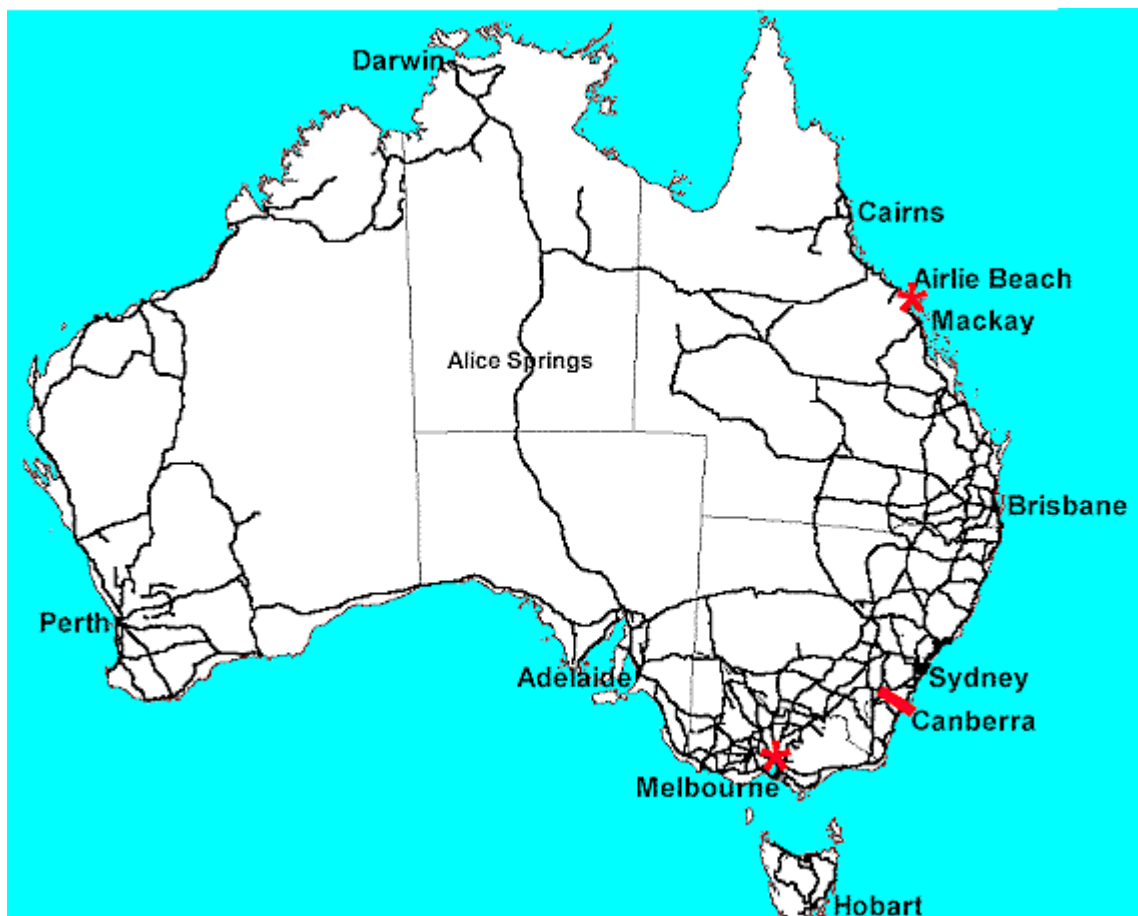 Darwin
Cairns
Airlie Beach
Mackay
Alice Springs
Brisbane
Perth
Adelaide
Sydney
Canberra
Melbourne
Hobart